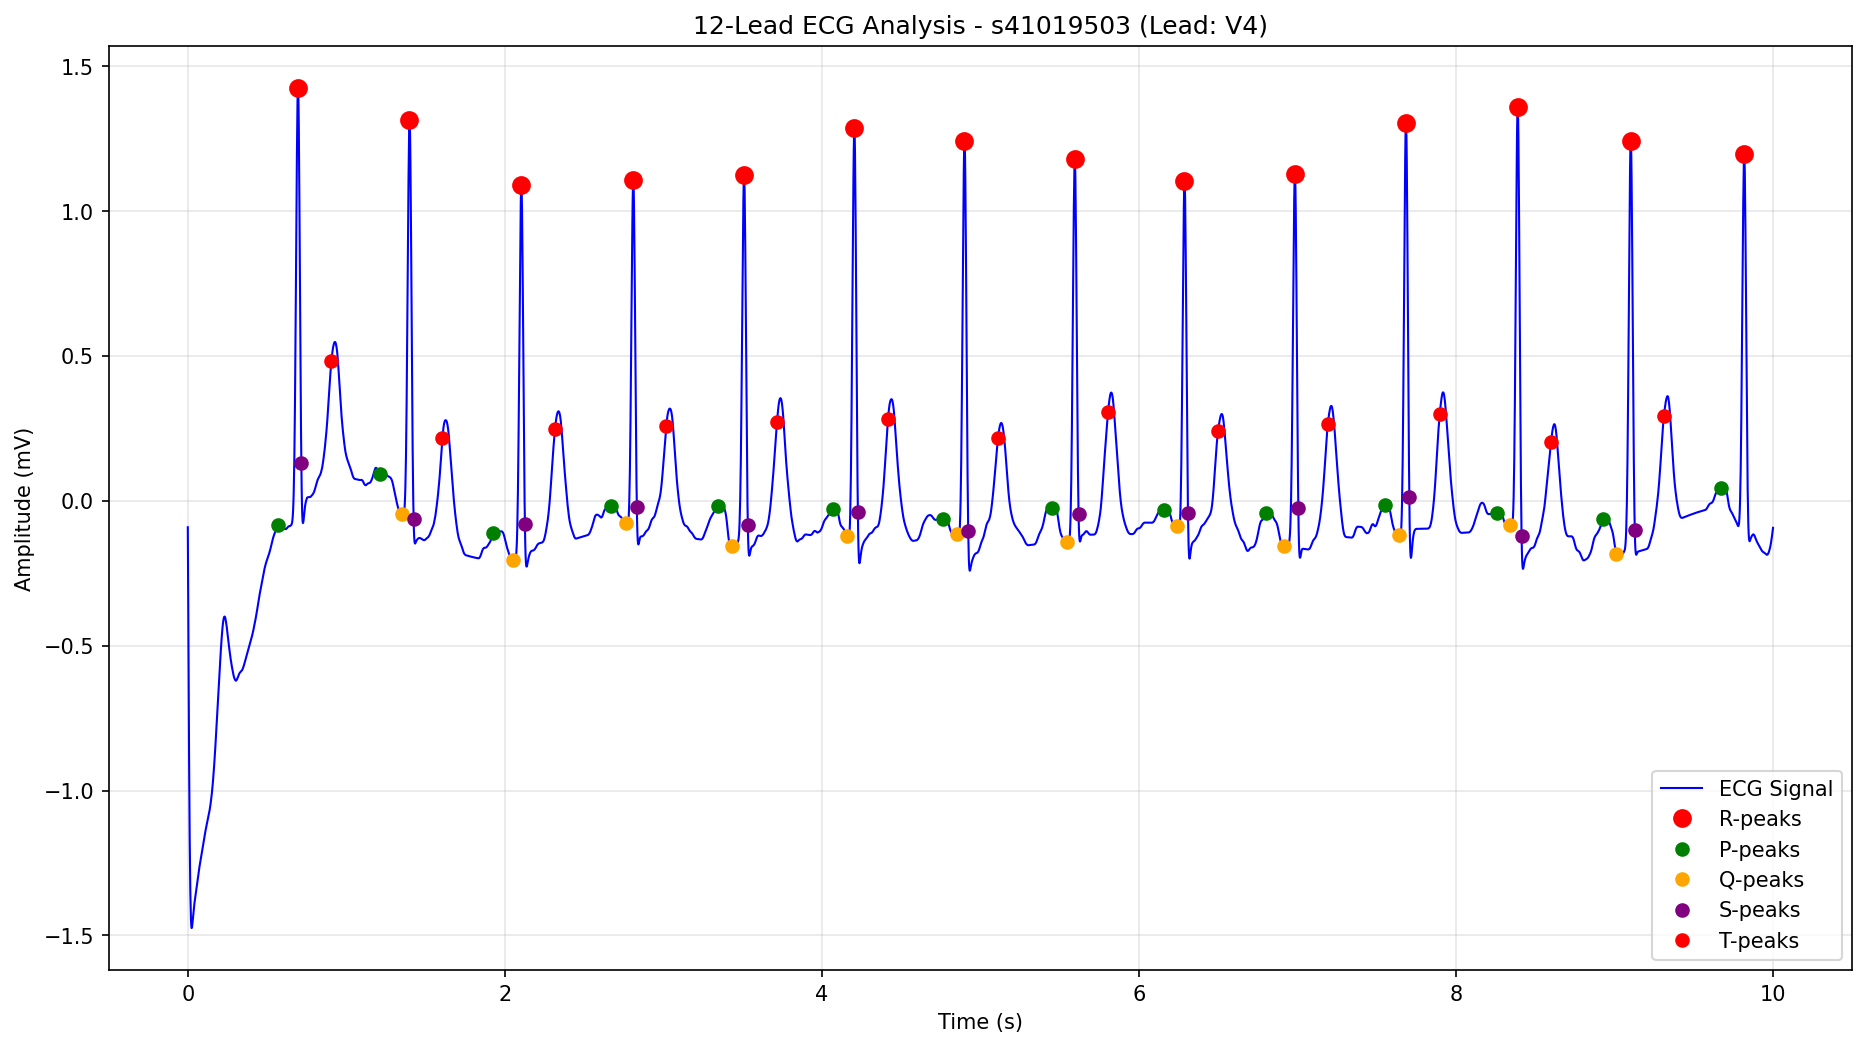 12-Lead ECG Analysis - s41019503 (Lead: V4)
Amplitude (mV)
1.5
1.0
0.5
0.0
−0.5
−1.0
−1.5
ECG Signal
R-peaks
P-peaks
Q-peaks
S-peaks
T-peaks
0 2 4 6 8 10
Time (s)